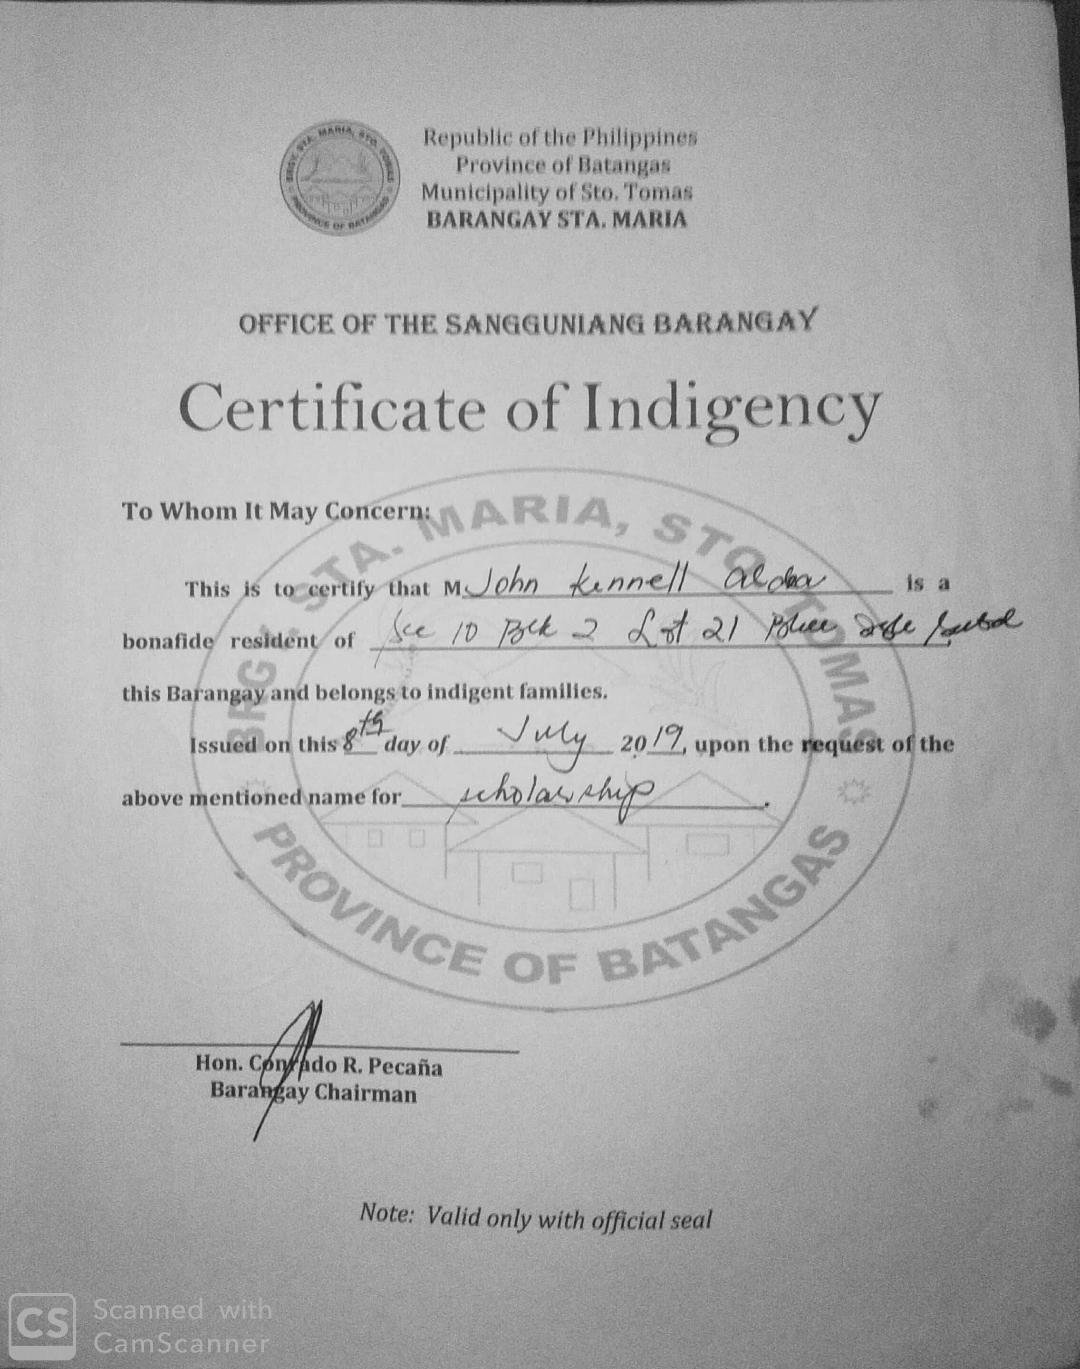 Republic of the Philippines
Province of Batangas
Municipality of Sto. Tomas
BARANGAY STA. MARIA
BRGY. STA. MARIA, STO. TOMAS
PROVINCE OF BATANGAS
OFFICE OF THE SANGGUNIANG BARANGAY
Certificate of Indigency
To Whom It May Concern:
This is to certify that M John Kennell is a
bonafide resident of 10 Blk 2 Lot 21
this Barangay and belongs to indigent families.
Issued on this 8th day of July 2019, upon the request of the
above mentioned name for scholarship.
BRG. STA. MARIA, STO. TOMAS
PROVINCE OF BATANGAS
Hon. Conrado R. Pecaña
Barangay Chairman
Note: Valid only with official seal
CS Scanned with
CamScanner